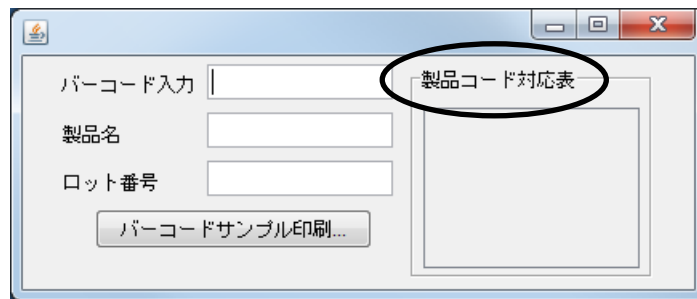 バーコード入力
製品名
ロット番号
バーコードサンプル印刷...
製品コード対応表